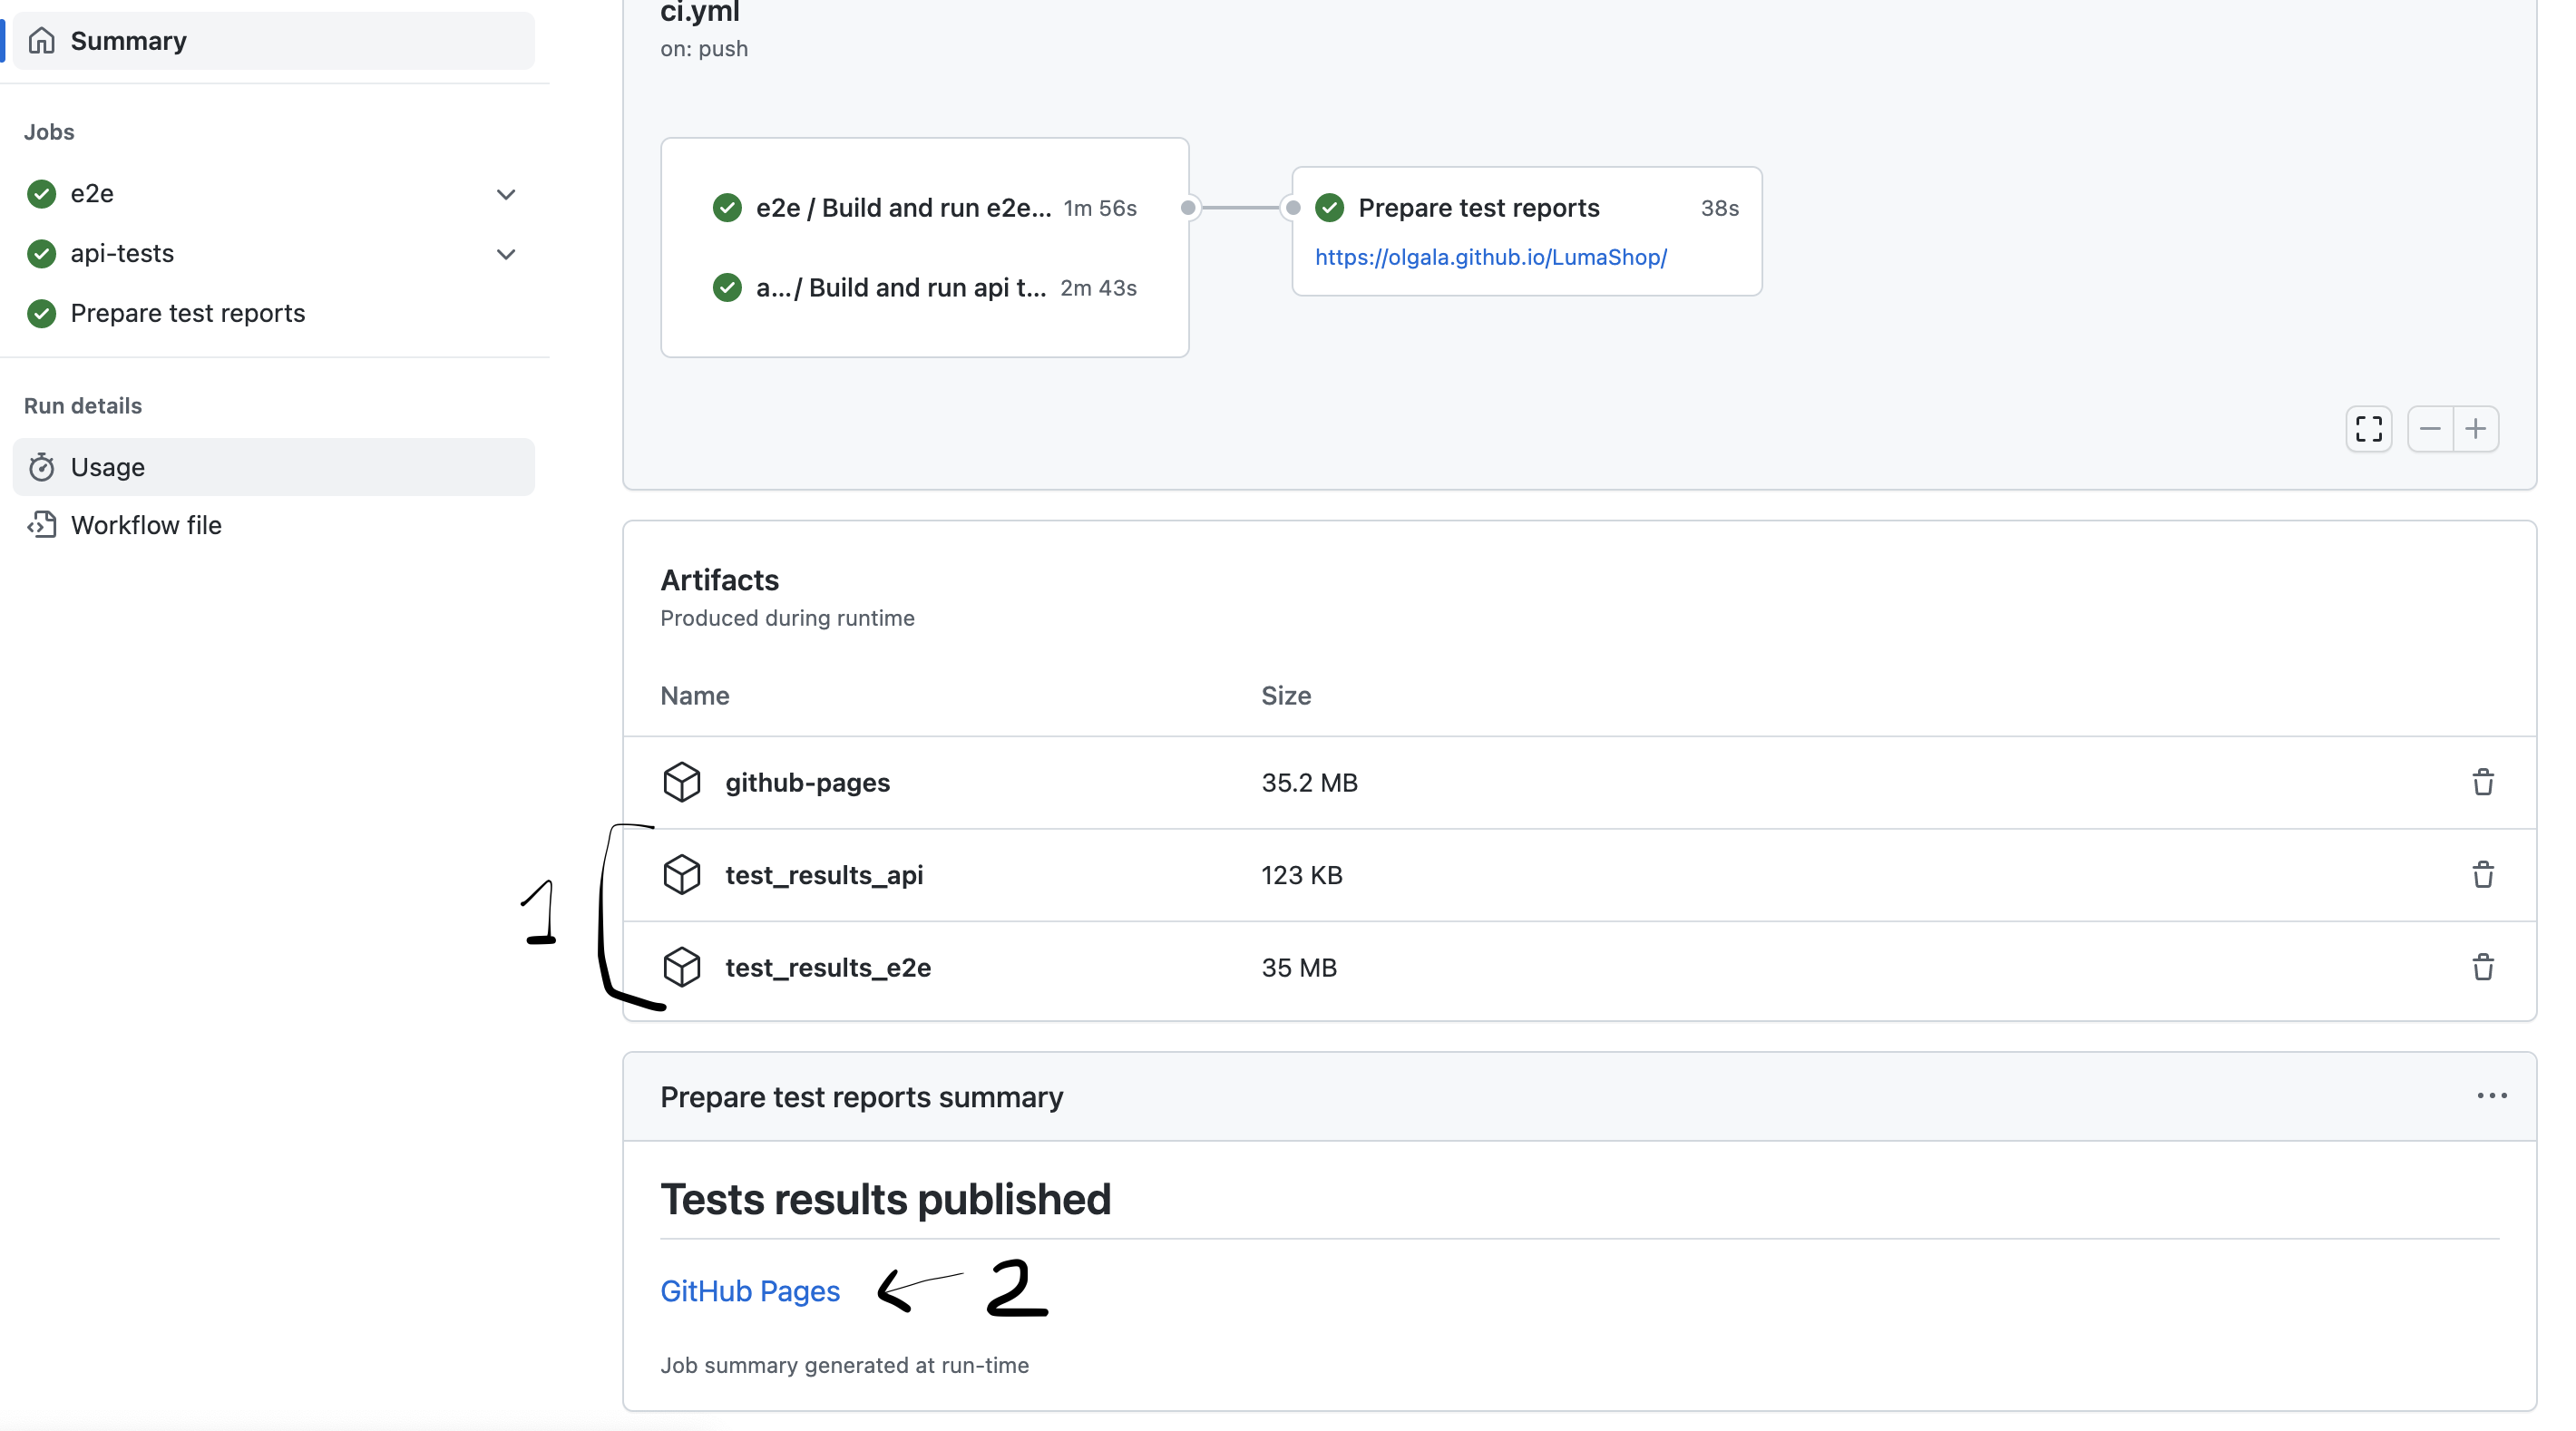 Summary
Jobs
e2e
api-tests
Prepare test reports
Run details
Usage
Workflow file
ci.yml
on: push
e2e / Build and run e2e... 1m 56s
a... / Build and run api t... 2m 43s
Prepare test reports 38s
https://olgala.github.io/LumaShop/
Artifacts
Produced during runtime
Name Size
github-pages 35.2 MB
test_results_api 123 KB
1
test_results_e2e 35 MB
Prepare test reports summary
Tests results published
GitHub Pages 2
Job summary generated at run-time